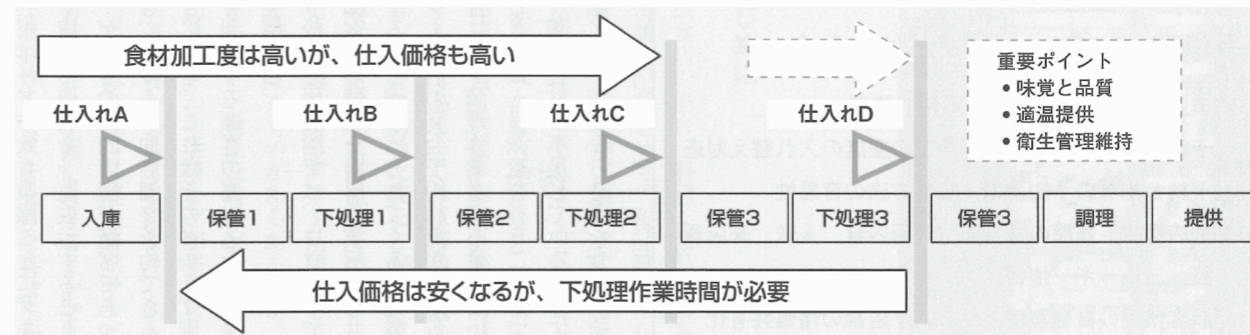 食材加工度は高いが、仕入価格も高い
重要ポイント
• 味覚と品質
• 適温提供
• 衛生管理維持
仕入れA
仕入れB
仕入れC
仕入れD
入庫
保管1
下処理1
保管2
下処理2
保管3
下処理3
保管3
調理
提供
仕入価格は安くなるが、下処理作業時間が必要